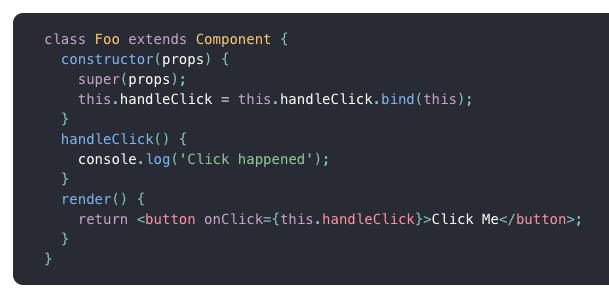 class Foo extends Component {
  constructor(props) {
    super(props);
    this.handleClick = this.handleClick.bind(this);
  }
  handleClick() {
    console.log('Click happened');
  }
  render() {
    return <button onClick={this.handleClick}>Click Me</button>;
  }
}